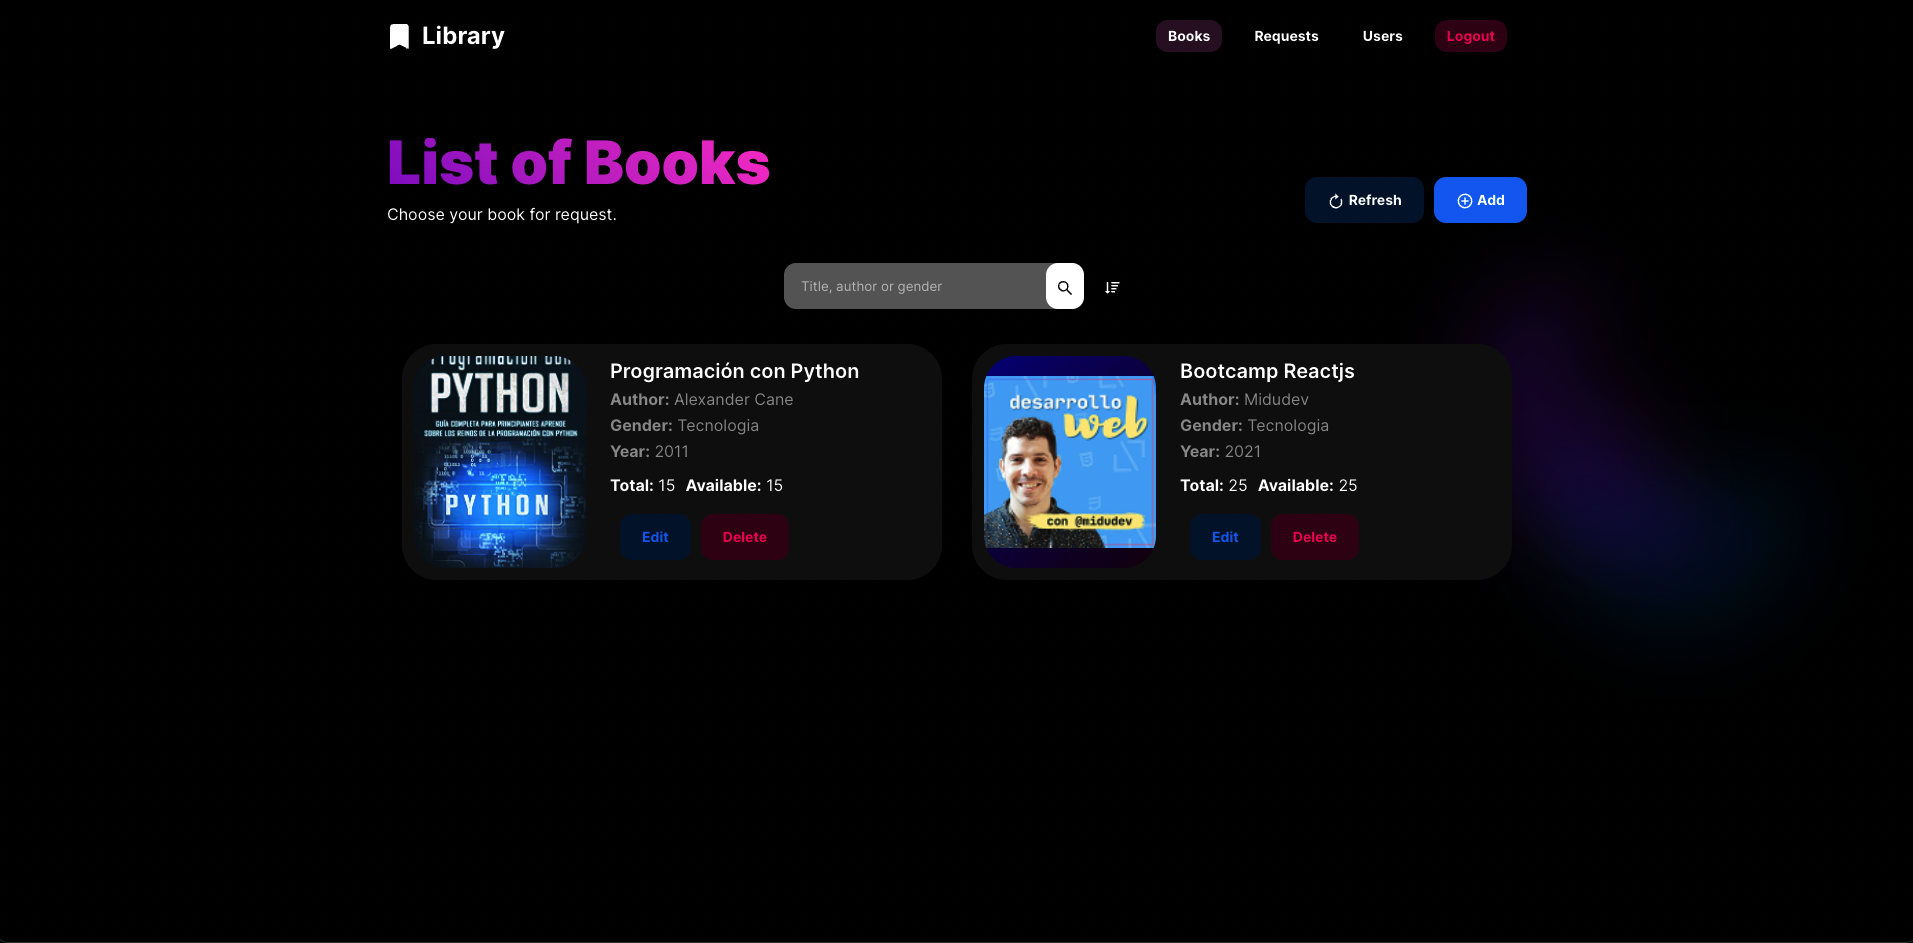 Library
Books
Requests
Users
Logout
List of Books
Choose your book for request.
Refresh
Add
Title, author or gender
PYTHON
GUÍA COMPLETA PARA PRINCIPIANTES APRENDE
SOBRE LOS REINOS DE LA PROGRAMACIÓN CON PYTHON
PYTHON
Programación con Python
Author: Alexander Cane
Gender: Tecnologia
Year: 2011
Total: 15 Available: 15
Edit
Delete
desarrollo
web
con @midudev
Bootcamp Reactjs
Author: Midudev
Gender: Tecnologia
Year: 2021
Total: 25 Available: 25
Edit
Delete